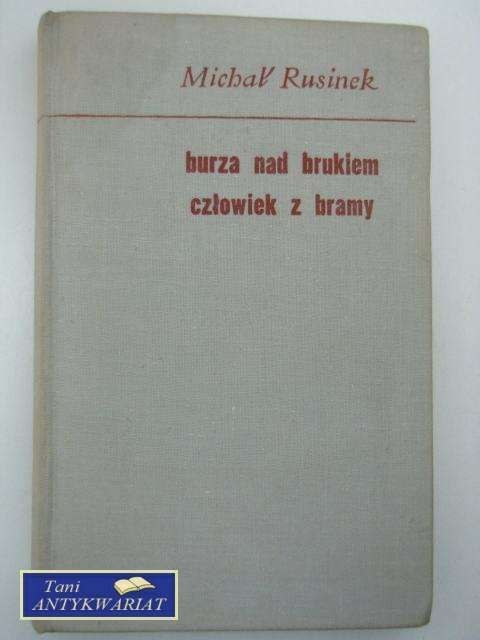 Michał Rusinek
burza nad brukiem
człowiek z bramy
Tani
ANTYKWARIAT